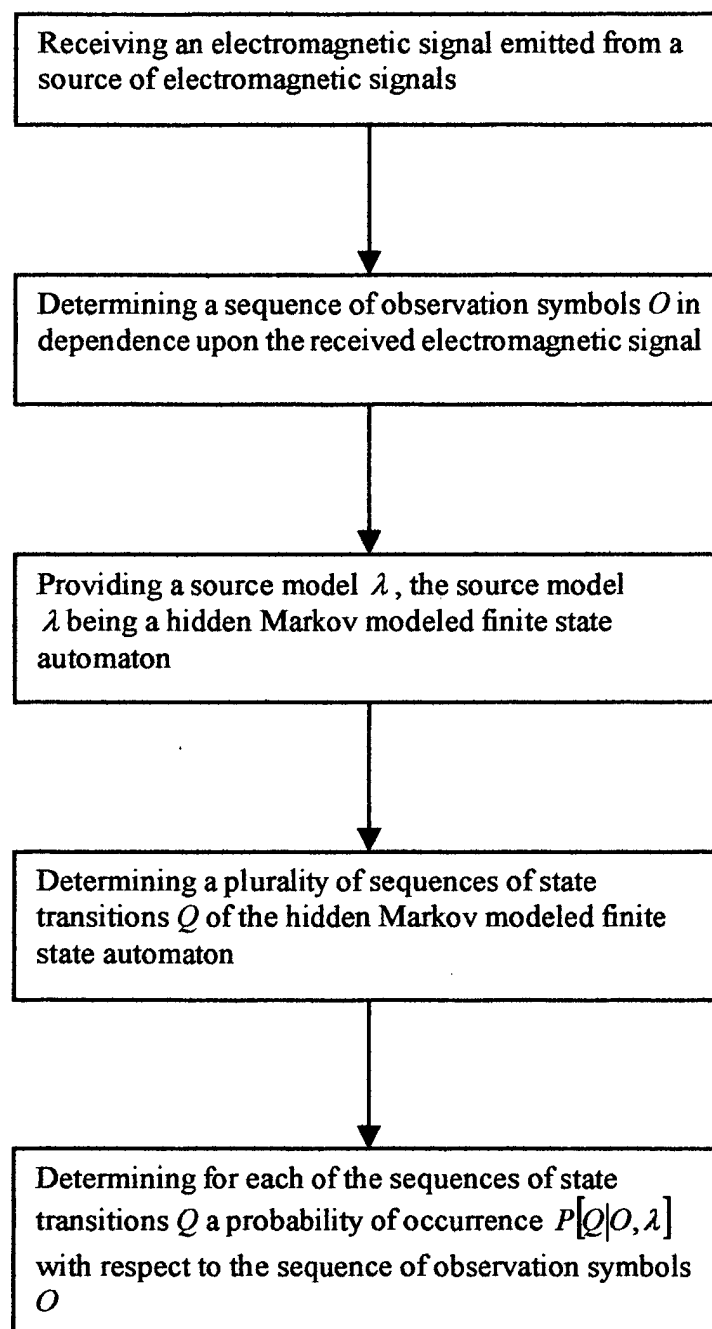 Receiving an electromagnetic signal emitted from a
source of electromagnetic signals
Determining a sequence of observation symbols O in
dependence upon the received electromagnetic signal
Providing a source model λ, the source model
λ being a hidden Markov modeled finite state
automaton
Determining a plurality of sequences of state
transitions Q of the hidden Markov modeled finite
state automaton
Determining for each of the sequences of state
transitions Q a probability of occurrence P[Q|O,λ]
with respect to the sequence of observation symbols
O